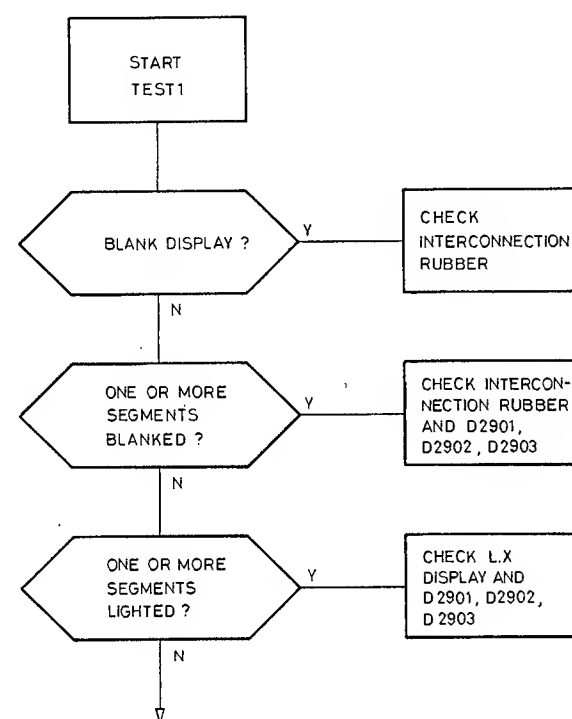 START
TEST1
BLANK DISPLAY ?
Y
CHECK
INTERCONNECTION
RUBBER
N
ONE OR MORE
SEGMENTS
BLANKED ?
Y
CHECK INTERCON-
NECTION RUBBER
AND D2901,
D2902, D2903
N
ONE OR MORE
SEGMENTS
LIGHTED ?
Y
CHECK L.X
DISPLAY AND
D2901, D2902,
D2903
N